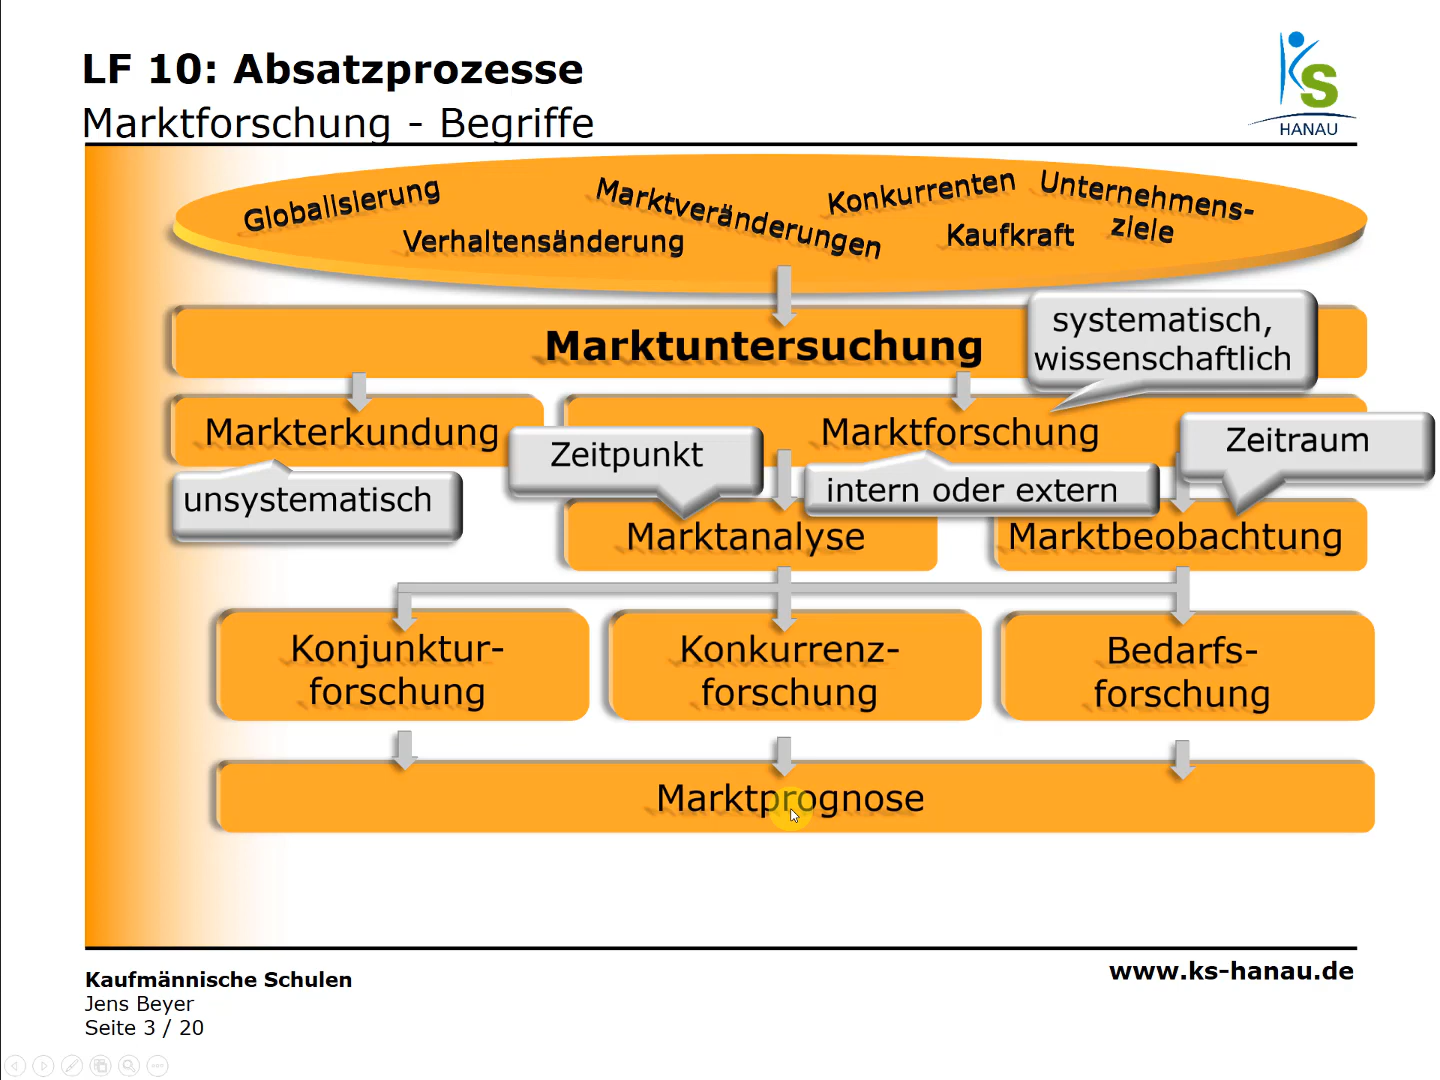 LF 10: Absatzprozesse
Marktforschung - Begriffe
KS
HANAU
Globalisierung
Verhaltensänderung
Marktveränderungen
Konkurrenten
Kaufkraft
Unternehmens-
ziele
Marktuntersuchung
systematisch,
wissenschaftlich
Markterkundung
Marktforschung
unsystematisch
Zeitpunkt
intern oder extern
Zeitraum
Marktanalyse
Marktbeobachtung
Konjunktur-
forschung
Konkurrenz-
forschung
Bedarfs-
forschung
Marktprognose
Kaufmännische Schulen
Jens Beyer
Seite 3 / 20
www.ks-hanau.de